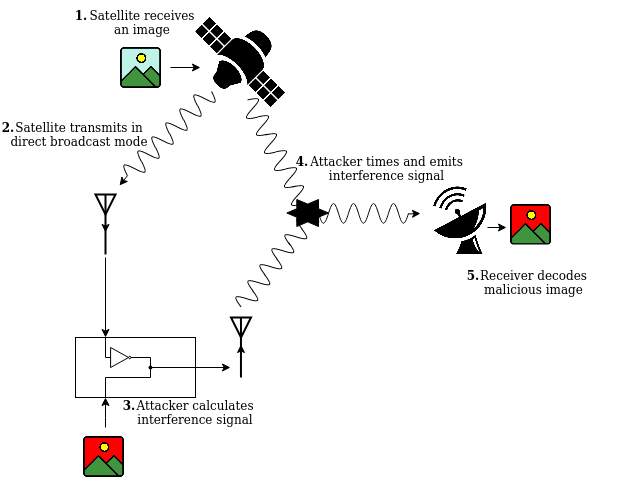 1. Satellite receives
an image
2. Satellite transmits in
direct broadcast mode
4. Attacker times and emits
interference signal
5. Receiver decodes
malicious image
3. Attacker calculates
interference signal